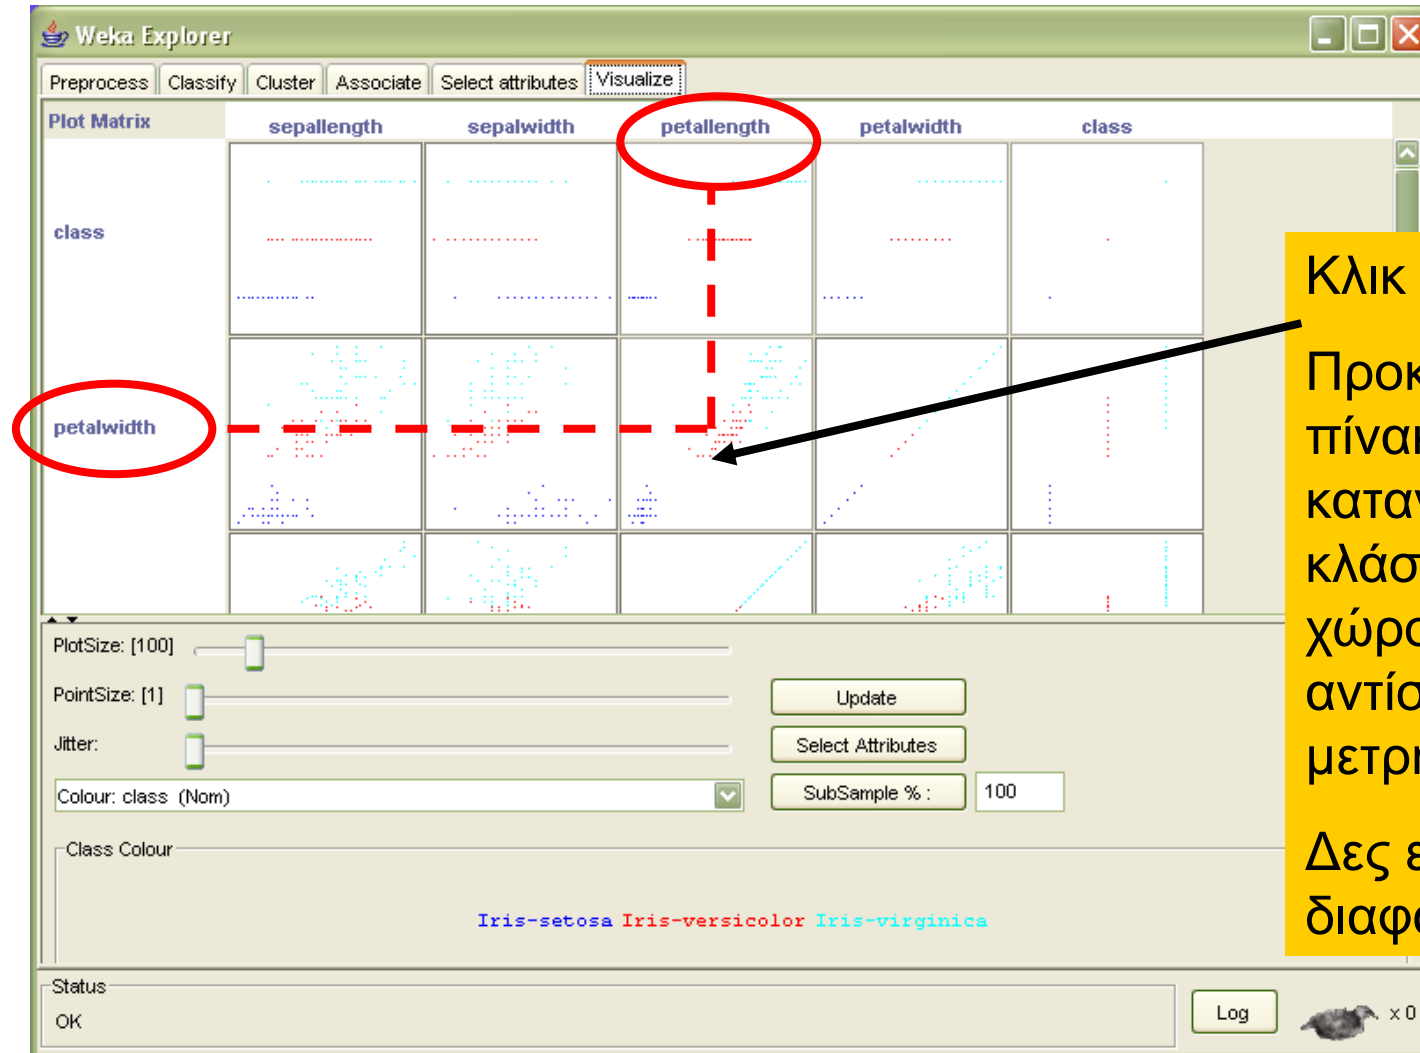 Weka Explorer
Preprocess Classify Cluster Associate Select attributes Visualize
Plot Matrix sepallength sepalwidth petallength petalwidth class
class
petalwidth
Κλικ
PlotSize: [100]
PointSize: [1]
Update
Jitter:
Select Attributes
Colour: class (Nom)
SubSample % :
100
Class Colour
Iris-setosa Iris-versicolor Iris-virginica
Δες
Status
OK
Log
x 0